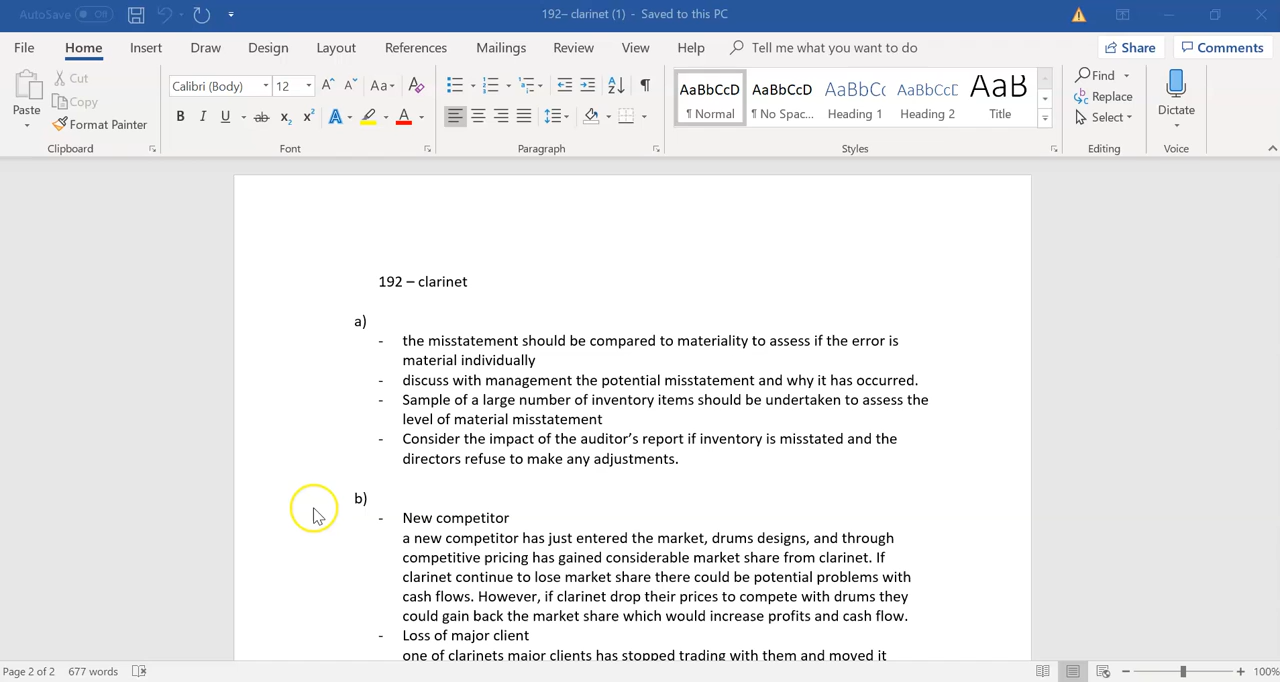 AutoSave Off 192– clarinet (1) - Saved to this PC
File Home Insert Draw Design Layout References Mailings Review View Help Tell me what you want to do Share Comments
Paste Cut Copy Format Painter
Clipboard
Calibri (Body) 12 Aa
B I U ab x₂ x² A A
Font
Paragraph
AaBbCcD ¶ Normal
AaBbCcD ¶ No Spac...
AaBbCc Heading 1
AaBbCcD Heading 2
AaB Title
Styles
Find
Replace
Select
Editing
Dictate
Voice
192 – clarinet
a)
- the misstatement should be compared to materiality to assess if the error is
material individually
- discuss with management the potential misstatement and why it has occurred.
- Sample of a large number of inventory items should be undertaken to assess the
level of material misstatement
- Consider the impact of the auditor's report if inventory is misstated and the
directors refuse to make any adjustments.
b)
- New competitor
a new competitor has just entered the market, drums designs, and through
competitive pricing has gained considerable market share from clarinet. If
clarinet continue to lose market share there could be potential problems with
cash flows. However, if clarinet drop their prices to compete with drums they
could gain back the market share which would increase profits and cash flow.
- Loss of major client
one of clarinets major clients has stopped trading with them and moved it
Page 2 of 2 677 words 100%